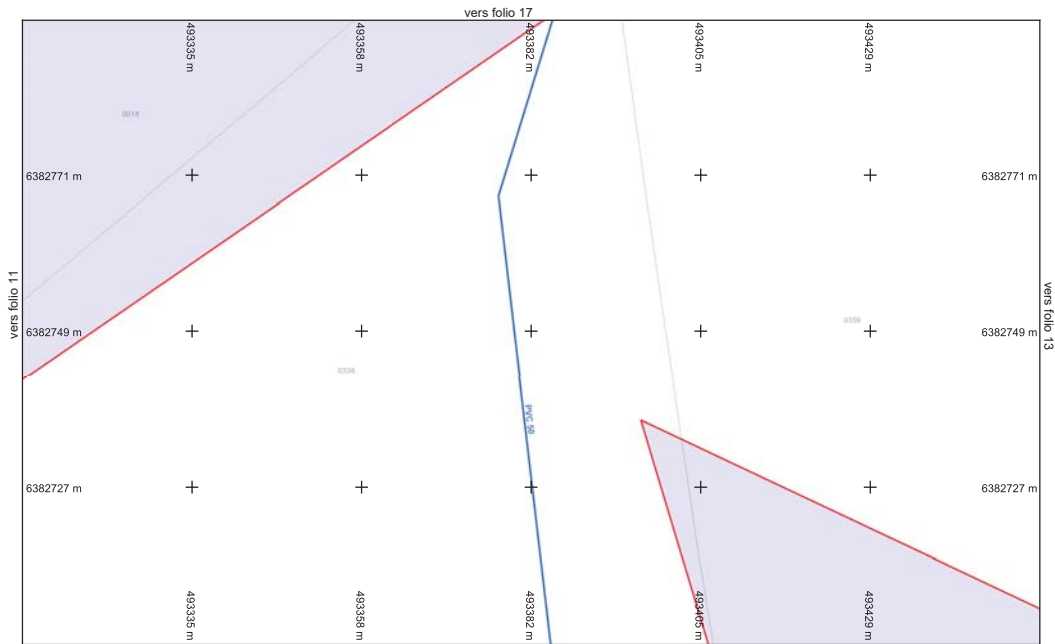 vers folio 17
493335 m
493358 m
493382 m
493405 m
493429 m
0018
6382771 m
6382771 m
vers folio 11
vers folio 13
0359
6382749 m
6382749 m
0336
PVC 50
6382727 m
6382727 m
493335 m
493358 m
493382 m
493405 m
493429 m